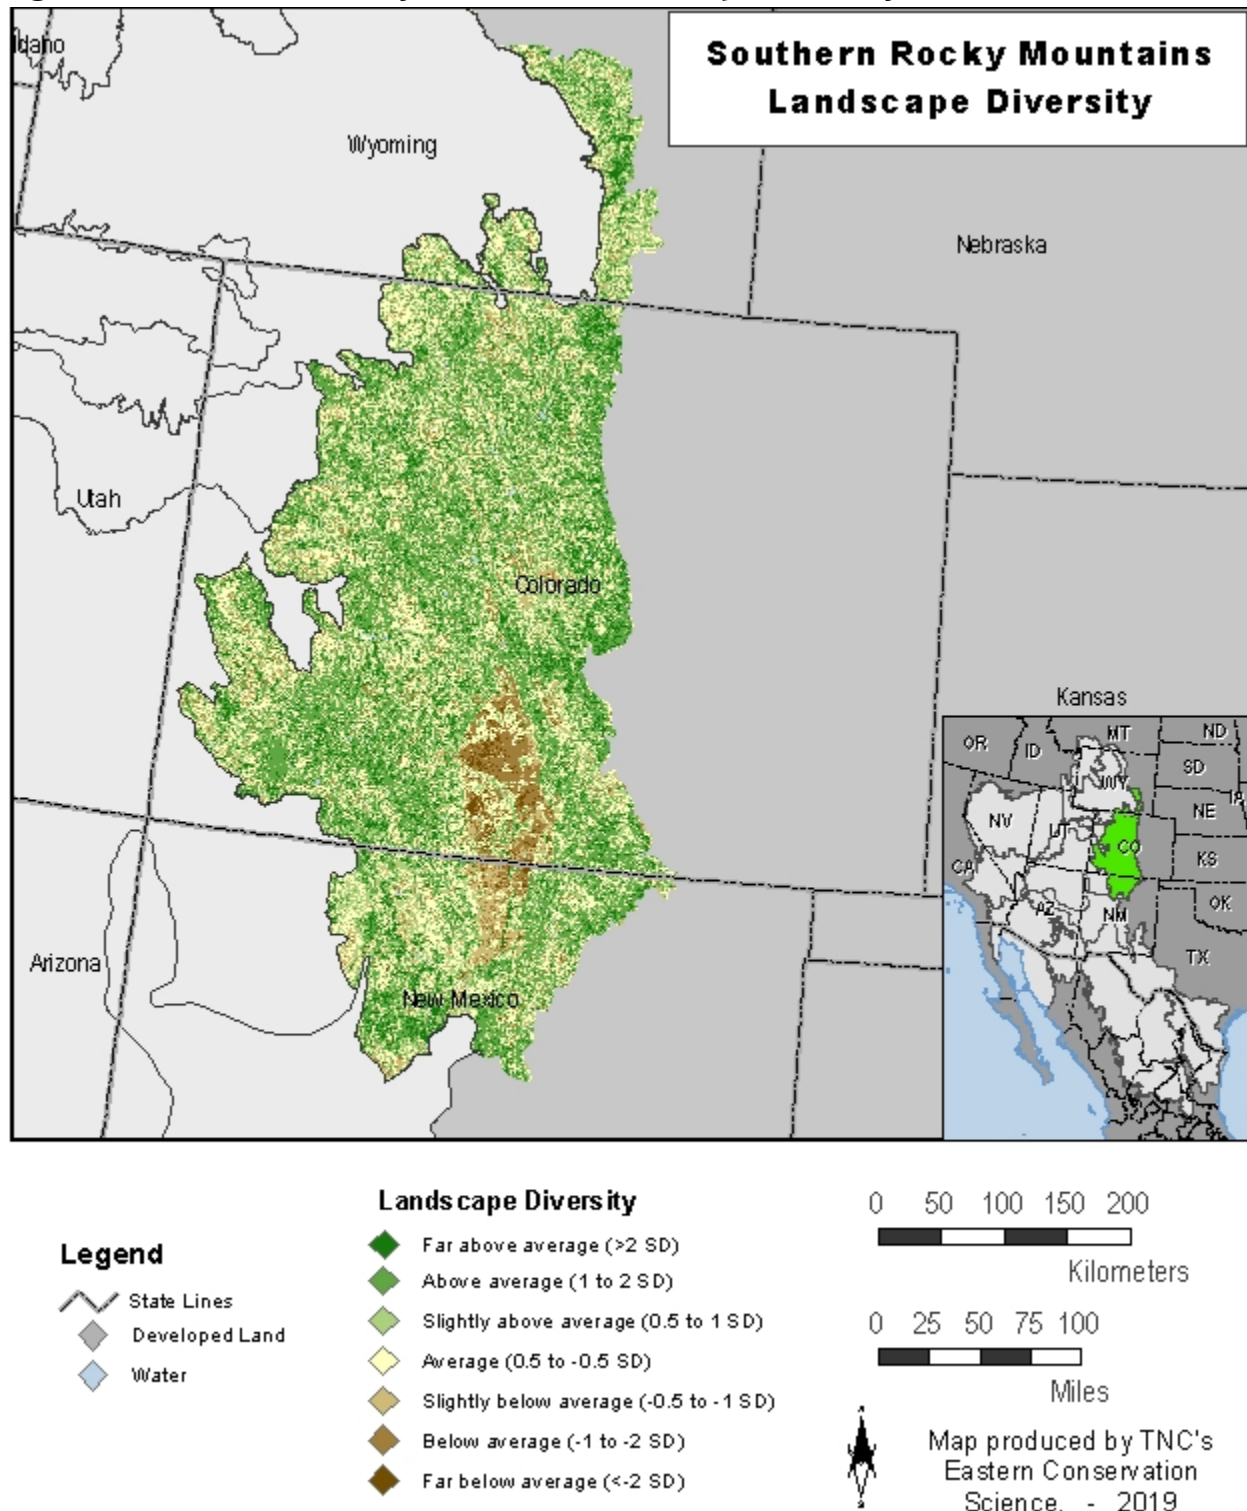 Southern Rocky Mountains
Landscape Diversity
Idaho
Wyoming
Nebraska
Utah
Colorado
Kansas
Arizona
New Mexico
OR
ID
MT
ND
SD
WY
IA
NE
NV
UT
CO
KS
CA
AZ
NM
OK
TX
Legend
State Lines
Developed Land
Water
Landscape Diversity
Far above average (>2 SD)
Above average (1 to 2 SD)
Slightly above average (0.5 to 1 SD)
Average (0.5 to -0.5 SD)
Slightly below average (-0.5 to -1 SD)
Below average (-1 to -2 SD)
Far below average (<-2 SD)
0 50 100 150 200
Kilometers
0 25 50 75 100
Miles
Map produced by TNC's
Eastern Conservation
Science. - 2019